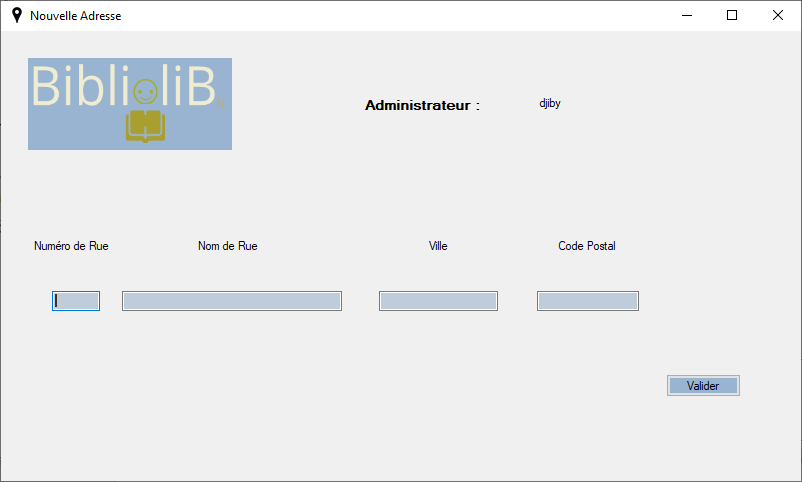 Nouvelle Adresse
BiblioliB
Administrateur : djiby
Numéro de Rue Nom de Rue Ville Code Postal
Valider